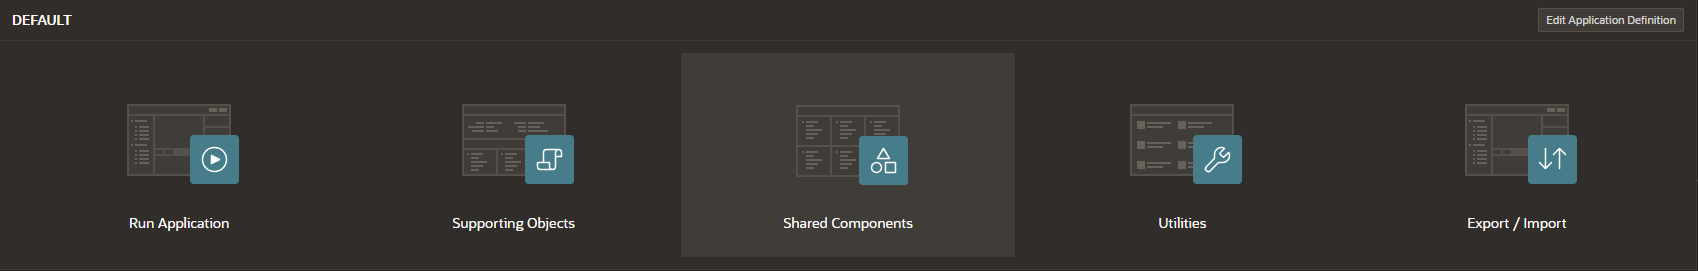 DEFAULT
Edit Application Definition
Run Application
Supporting Objects
Shared Components
Utilities
Export / Import